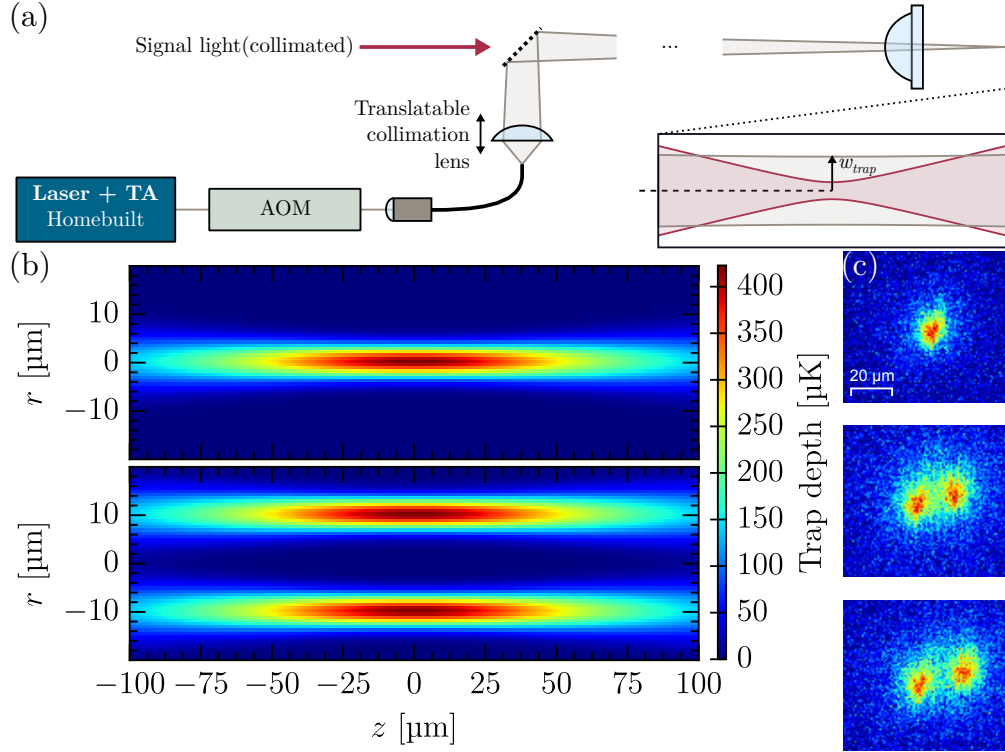 (a)
Signal light(collimated)
...
Translatable
collimation
lens
w_trap
Laser + TA
Homebuilt
AOM
(b)
(c)
10
0
−10
r [µm]
10
0
−10
r [µm]
−100 −75 −50 −25 0 25 50 75 100
z [µm]
400
350
300
250
200
150
100
50
0
Trap depth [µK]
20 µm